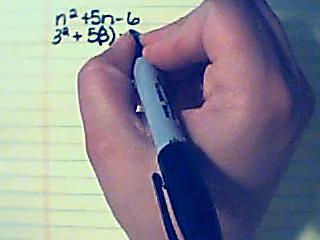 n² + 5n - 6
3² + 5(3)